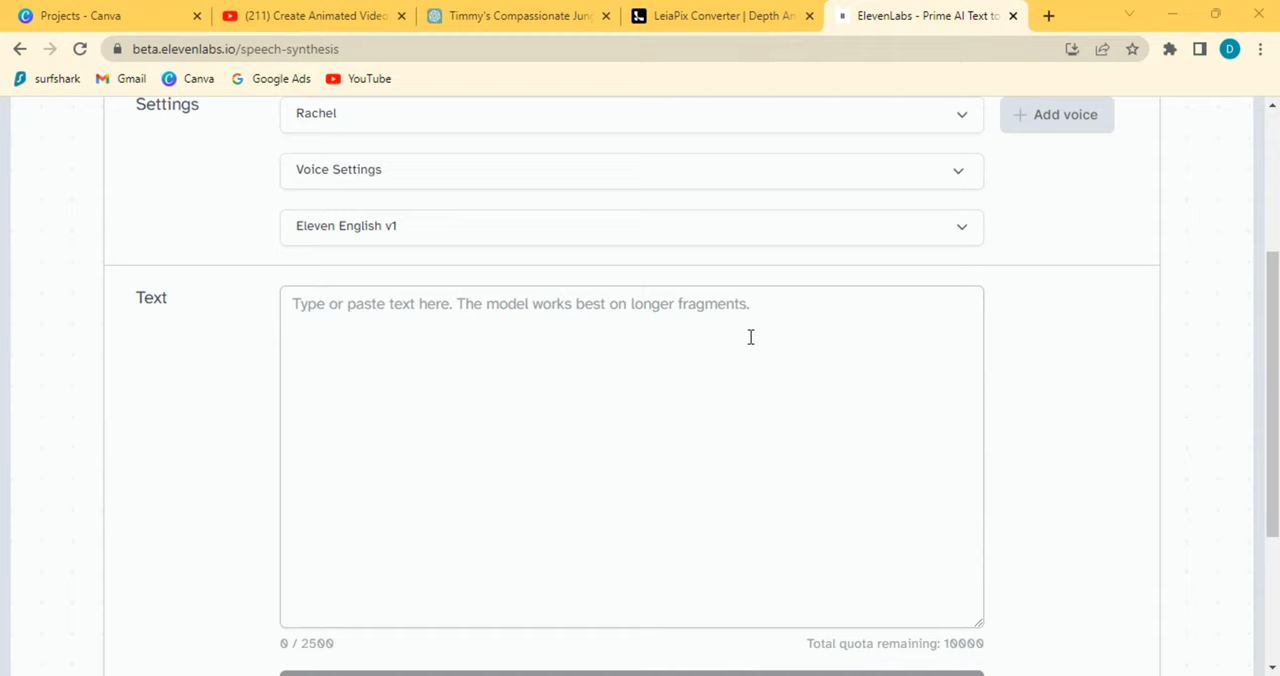 Projects - Canva
(211) Create Animated Video
Timmy's Compassionate Jung
LeiaPix Converter | Depth An
ElevenLabs - Prime AI Text to
beta.elevenlabs.io/speech-synthesis
D
surfshark
Gmail
Canva
Google Ads
YouTube
Settings
Rachel
Add voice
Voice Settings
Eleven English v1
Text
Type or paste text here. The model works best on longer fragments.
0 / 2500
Total quota remaining: 10000